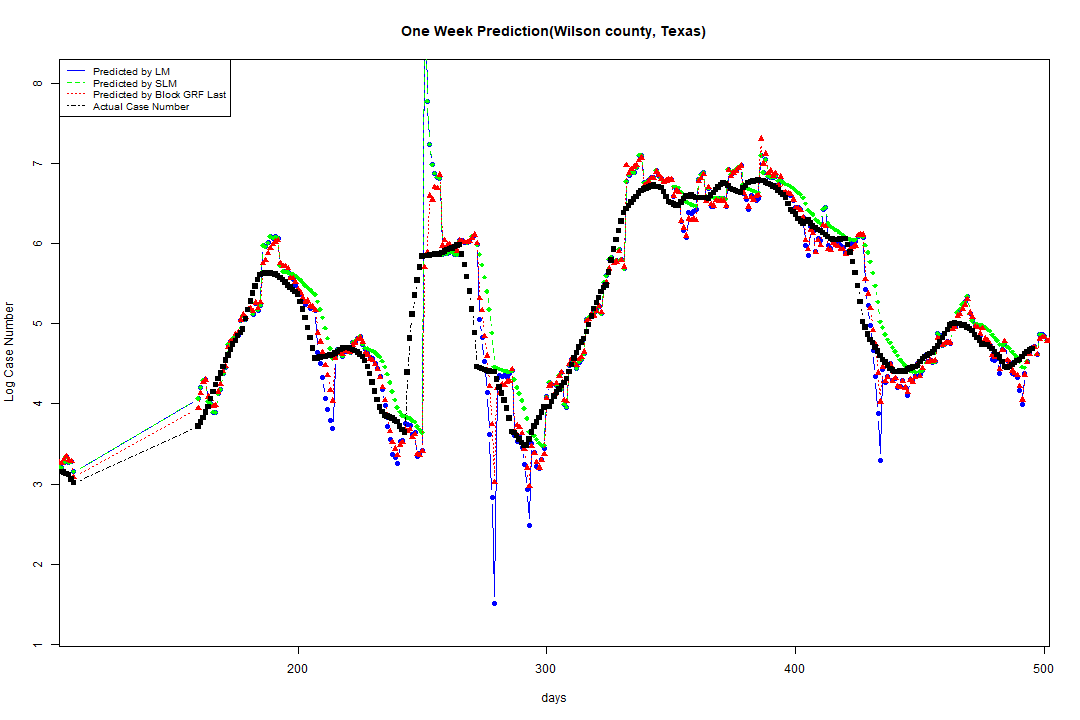 One Week Prediction(Wilson county, Texas)
Predicted by LM
Predicted by SLM
Predicted by Block GRF Last
Actual Case Number
8
7
6
5
4
3
2
1
Log Case Number
200 300 400 500
days